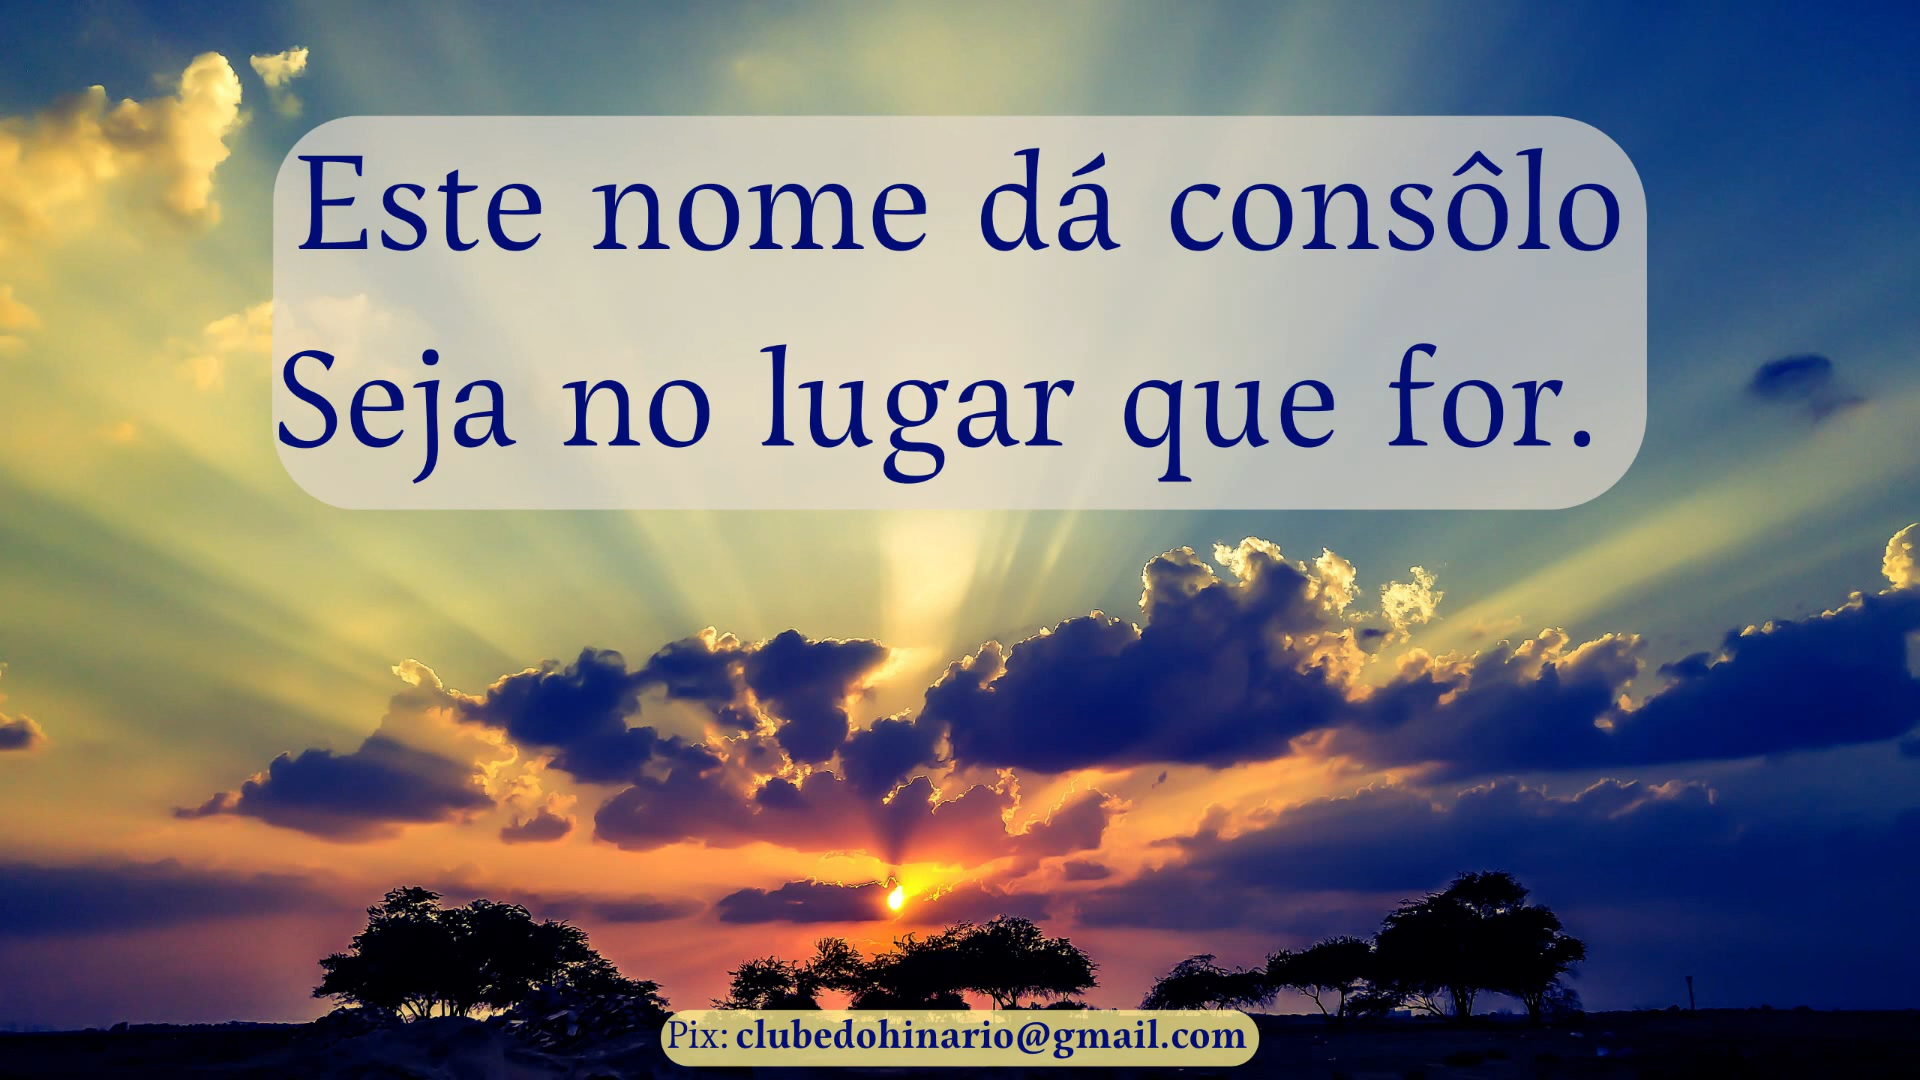 Este nome dá consôlo
Seja no lugar que for.
Pix: clubedohinario@gmail.com